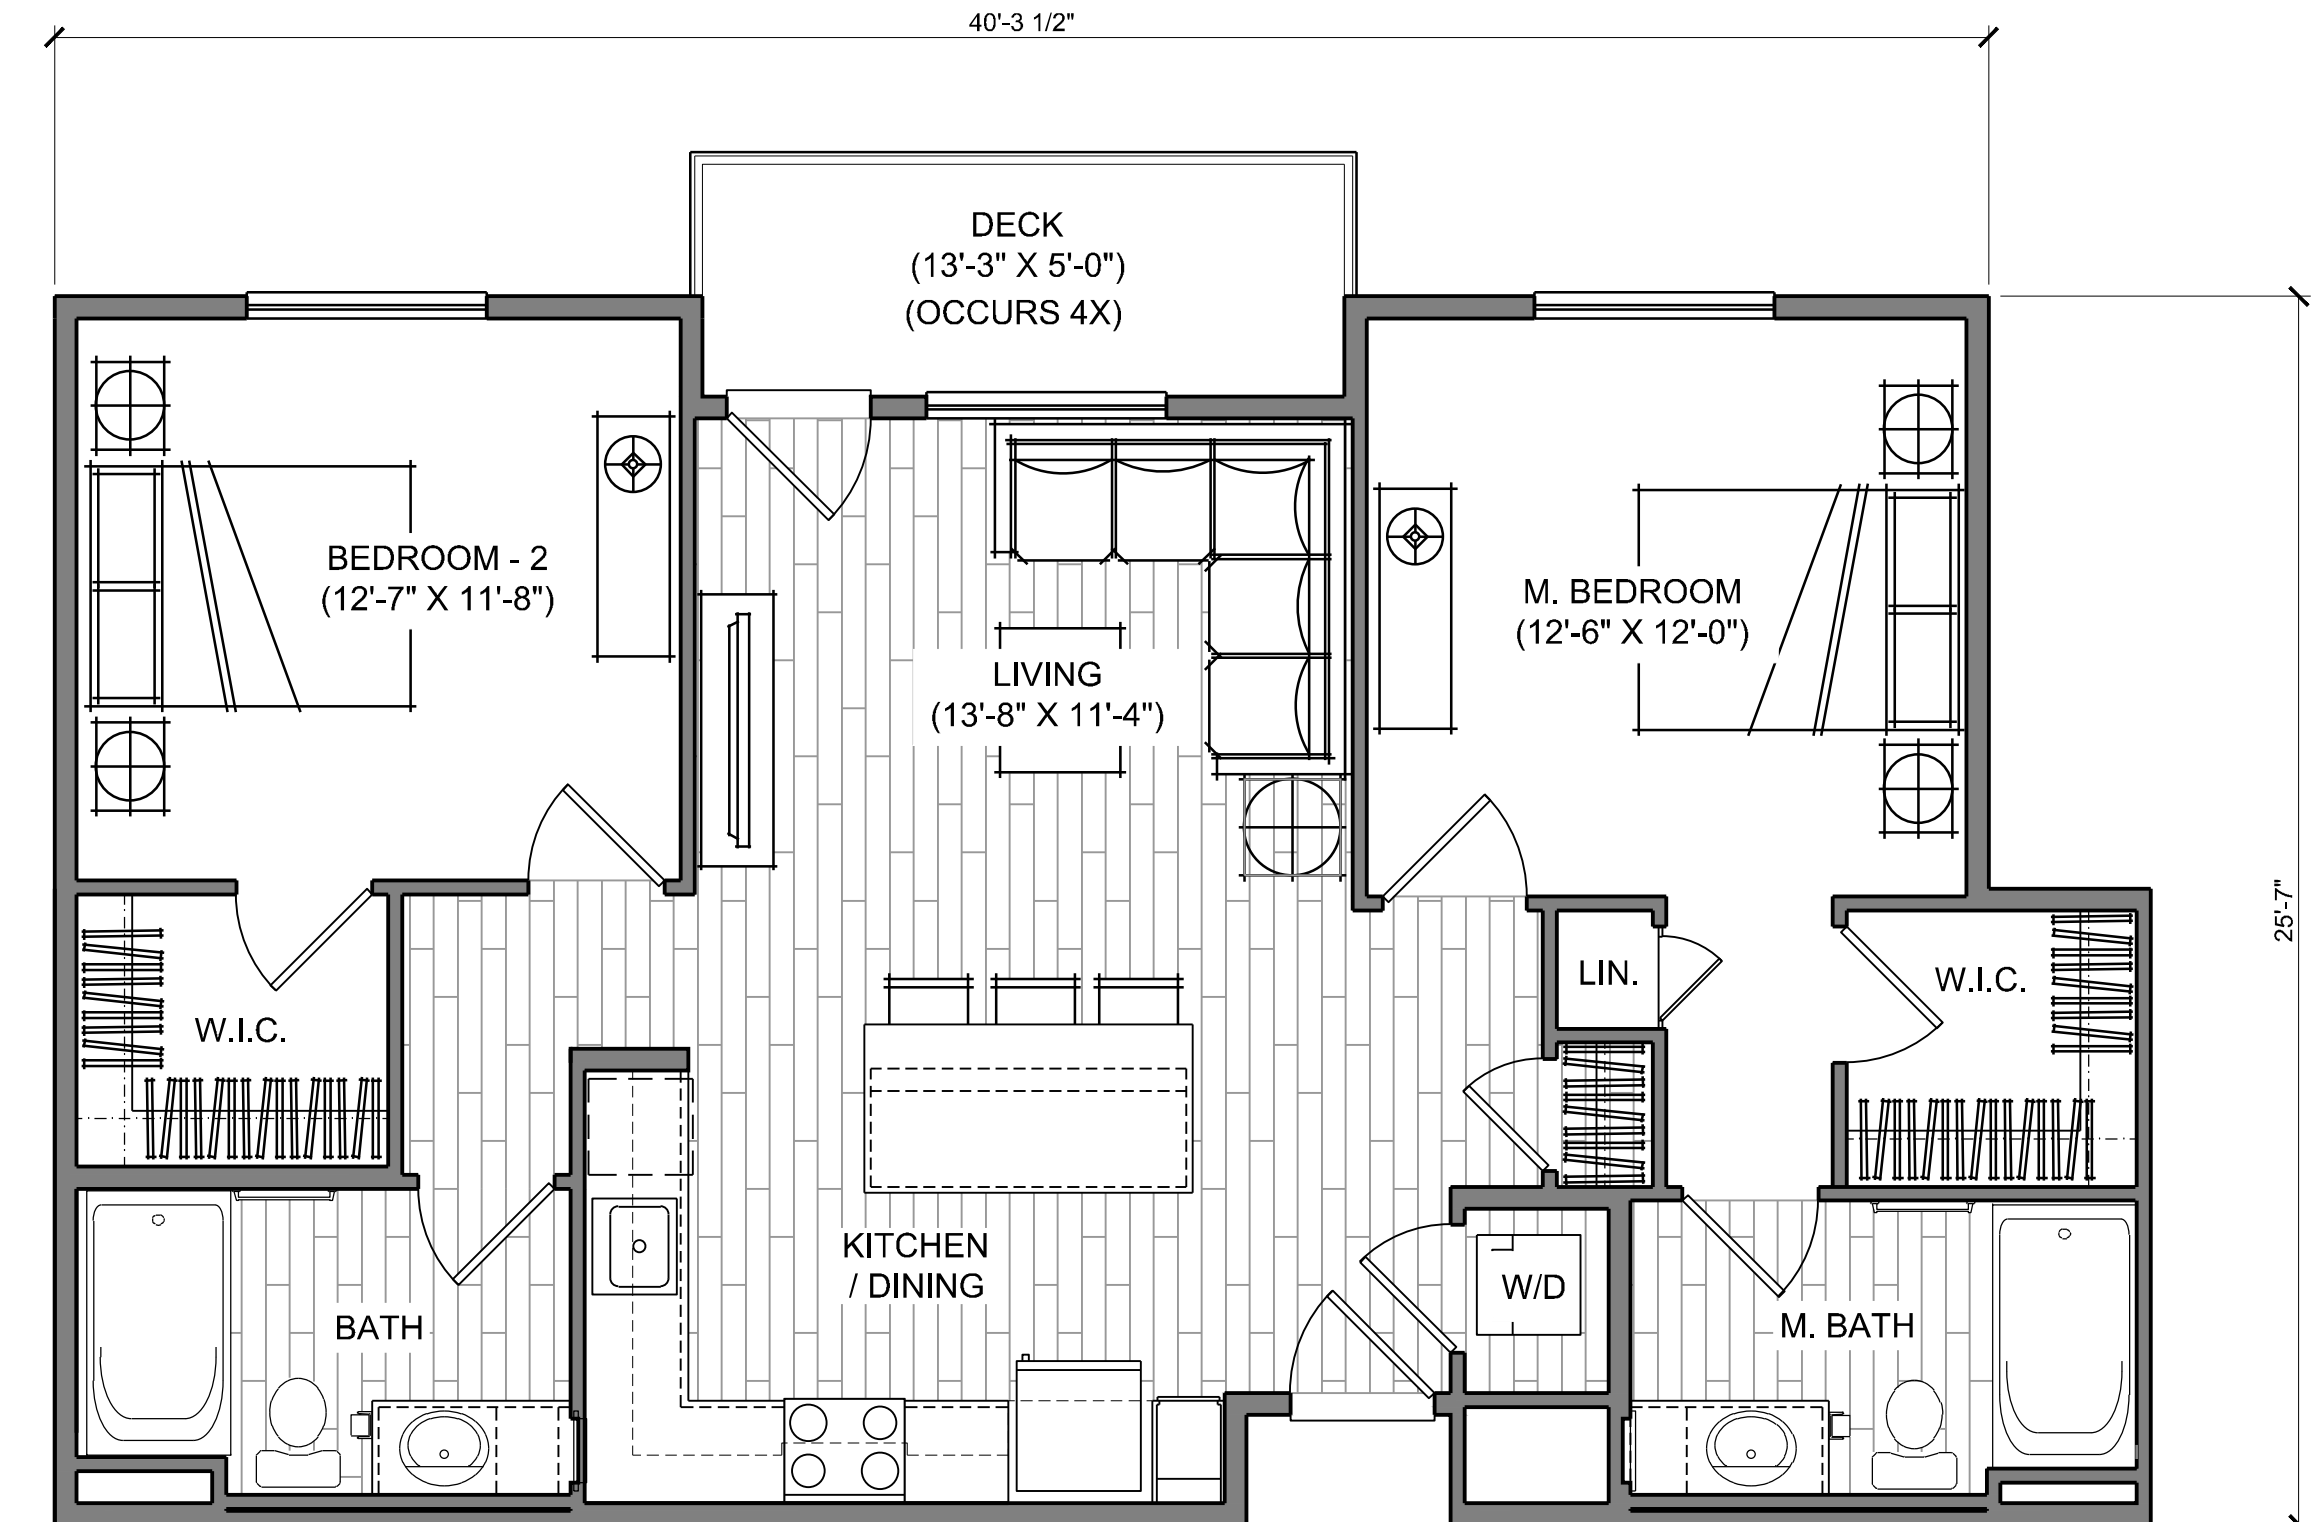 40'-3 1/2"
DECK
(13'-3" X 5'-0")
(OCCURS 4X)
BEDROOM - 2
(12'-7" X 11'-8")
M. BEDROOM
(12'-6" X 12'-0")
LIVING
(13'-8" X 11'-4")
25'-7"
LIN.
W.I.C.
W.I.C.
KITCHEN
/ DINING
W/D
BATH
M. BATH